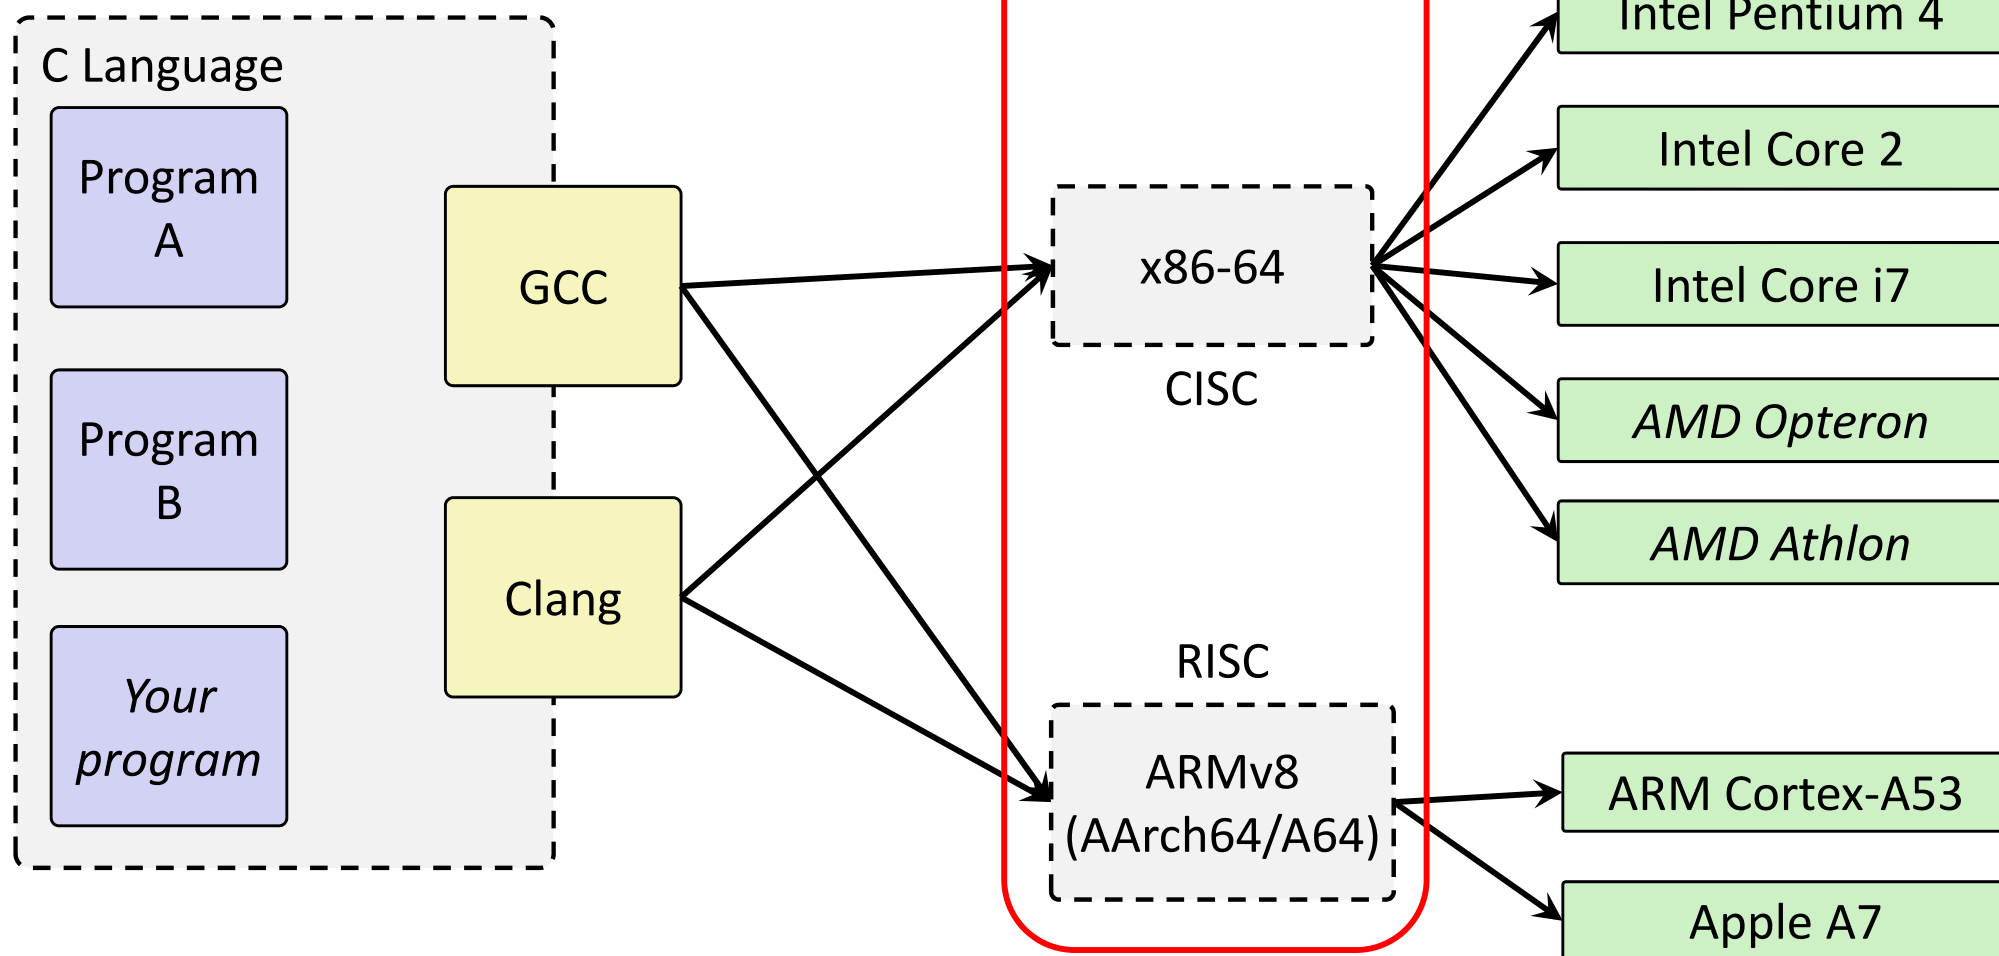 C Language
Program
A
Program
B
Your
program
GCC
Clang
x86-64
CISC
RISC
ARMv8
(AArch64/A64)
Intel Pentium 4
Intel Core 2
Intel Core i7
AMD Opteron
AMD Athlon
ARM Cortex-A53
Apple A7